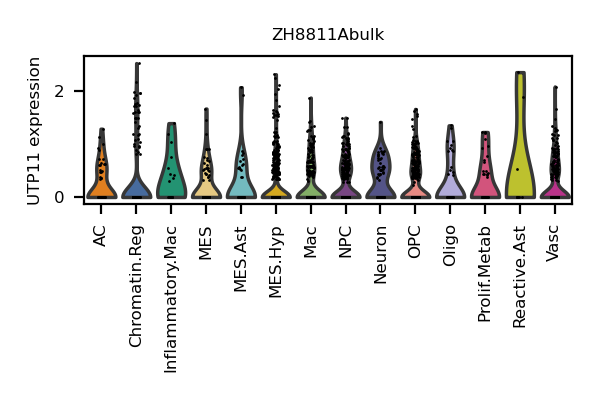 ZH8811Abulk
UTP11 expression
2
0
AC
Chromatin.Reg
Inflammatory.Mac
MES
MES.Ast
MES.Hyp
Mac
NPC
Neuron
OPC
Oligo
Prolif.Metab
Reactive.Ast
Vasc